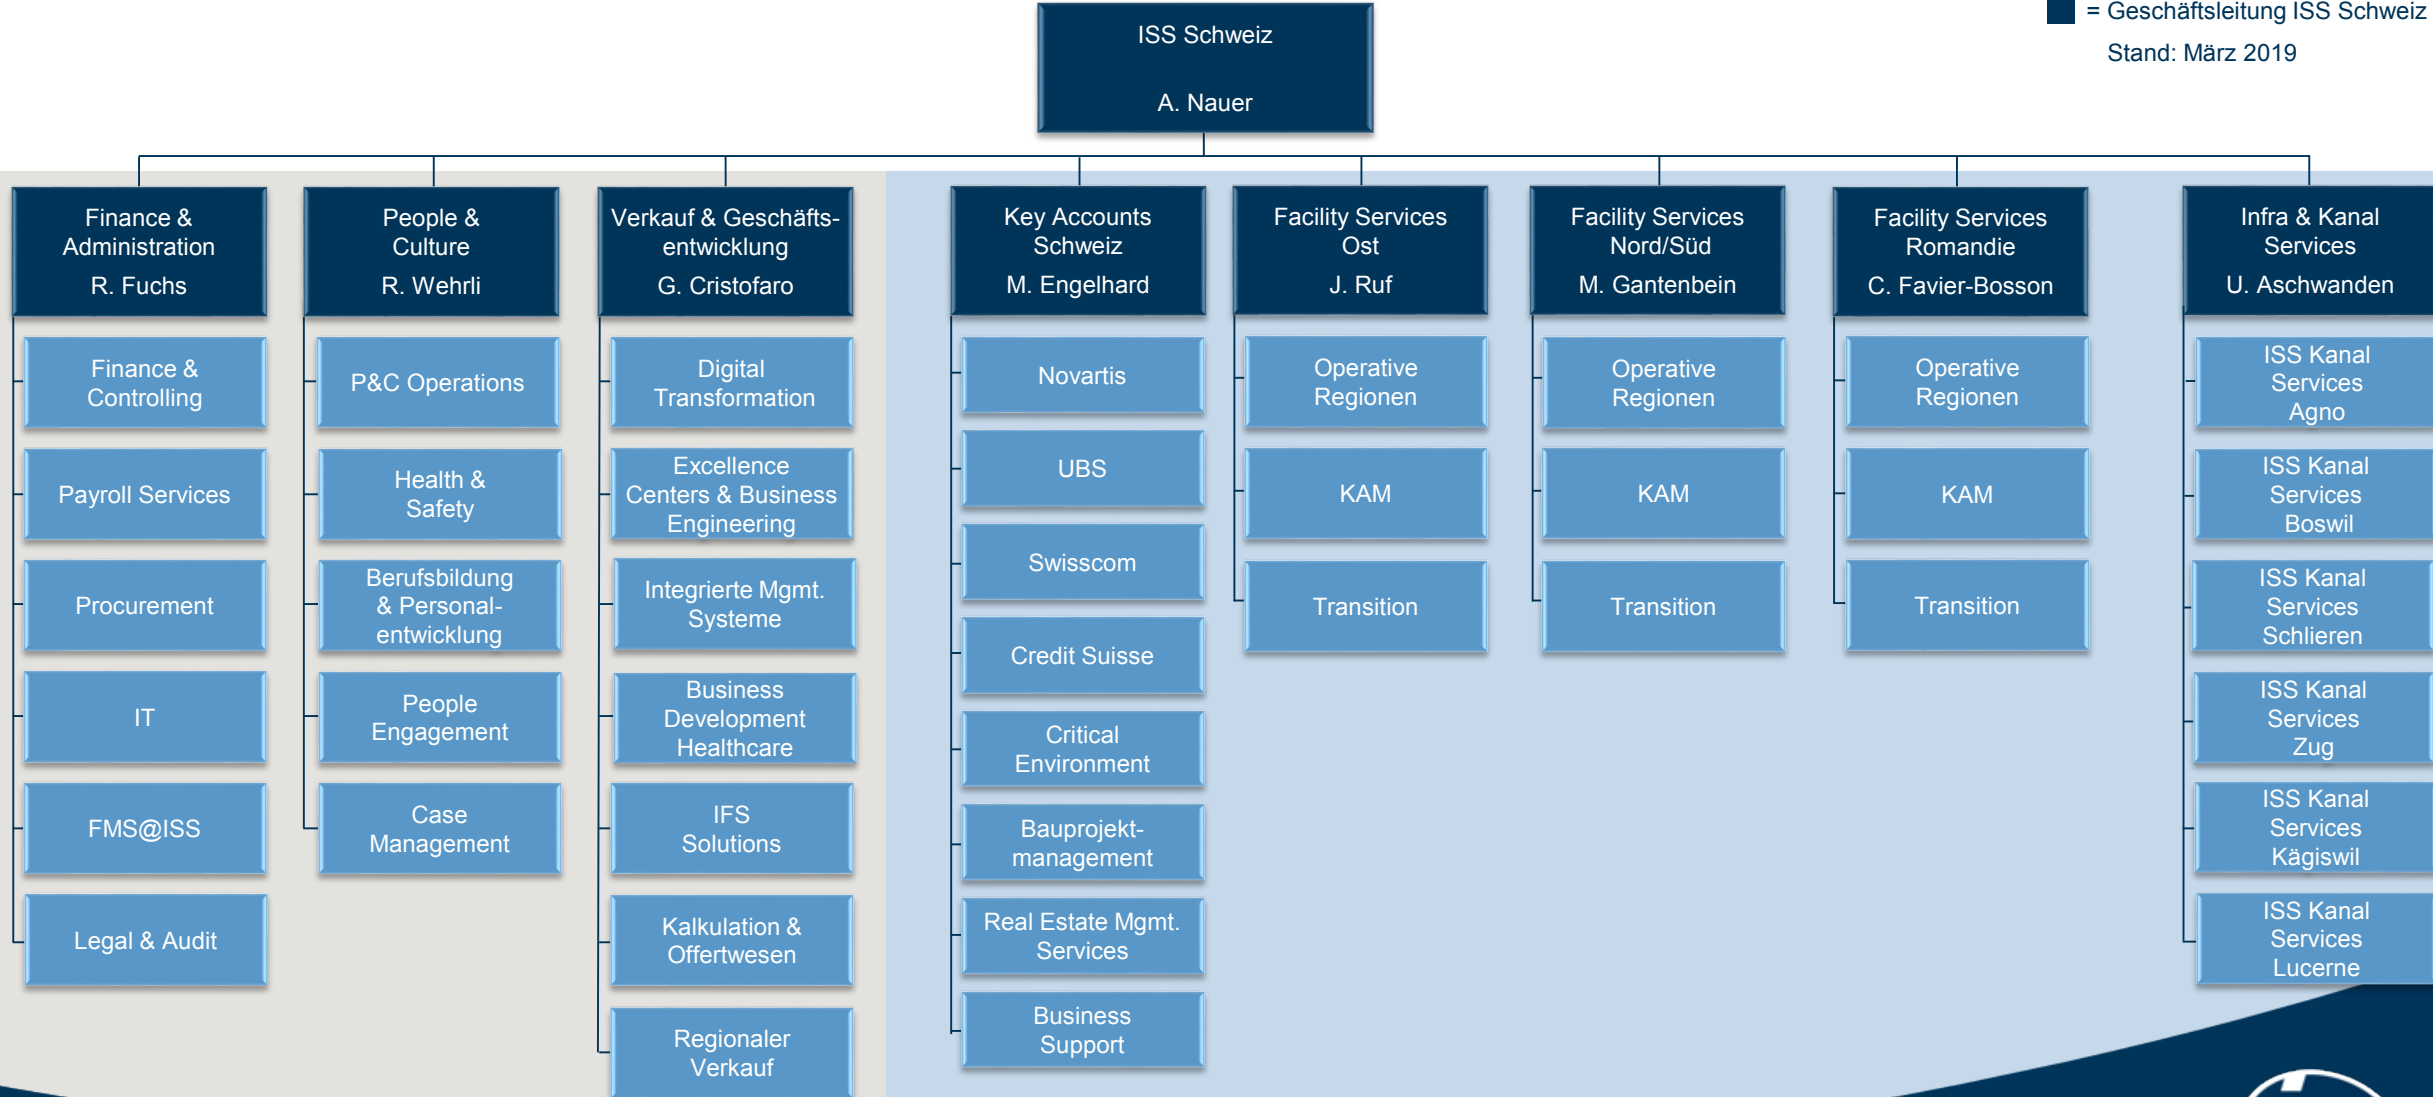 = Geschäftsleitung ISS Schweiz
Stand: März 2019
ISS Schweiz
A. Nauer
Finance &
Administration
R. Fuchs
Finance &
Controlling
Payroll Services
Procurement
IT
FMS@ISS
Legal & Audit
People &
Culture
R. Wehrli
P&C Operations
Health &
Safety
Berufsbildung
& Personal-
entwicklung
People
Engagement
Case
Management
Verkauf & Geschäfts-
entwicklung
G. Cristofaro
Digital
Transformation
Excellence
Centers & Business
Engineering
Integrierte Mgmt.
Systeme
Business
Development
Healthcare
IFS
Solutions
Kalkulation &
Offertwesen
Regionaler
Verkauf
Key Accounts
Schweiz
M. Engelhard
Novartis
UBS
Swisscom
Credit Suisse
Critical
Environment
Bauprojekt-
management
Real Estate Mgmt.
Services
Business
Support
Facility Services
Ost
J. Ruf
Operative
Regionen
KAM
Transition
Facility Services
Nord/Süd
M. Gantenbein
Operative
Regionen
KAM
Transition
Facility Services
Romandie
C. Favier-Bosson
Operative
Regionen
KAM
Transition
Infra & Kanal
Services
U. Aschwanden
ISS Kanal
Services
Agno
ISS Kanal
Services
Boswil
ISS Kanal
Services
Schlieren
ISS Kanal
Services
Zug
ISS Kanal
Services
Kägiswil
ISS Kanal
Services
Lucerne